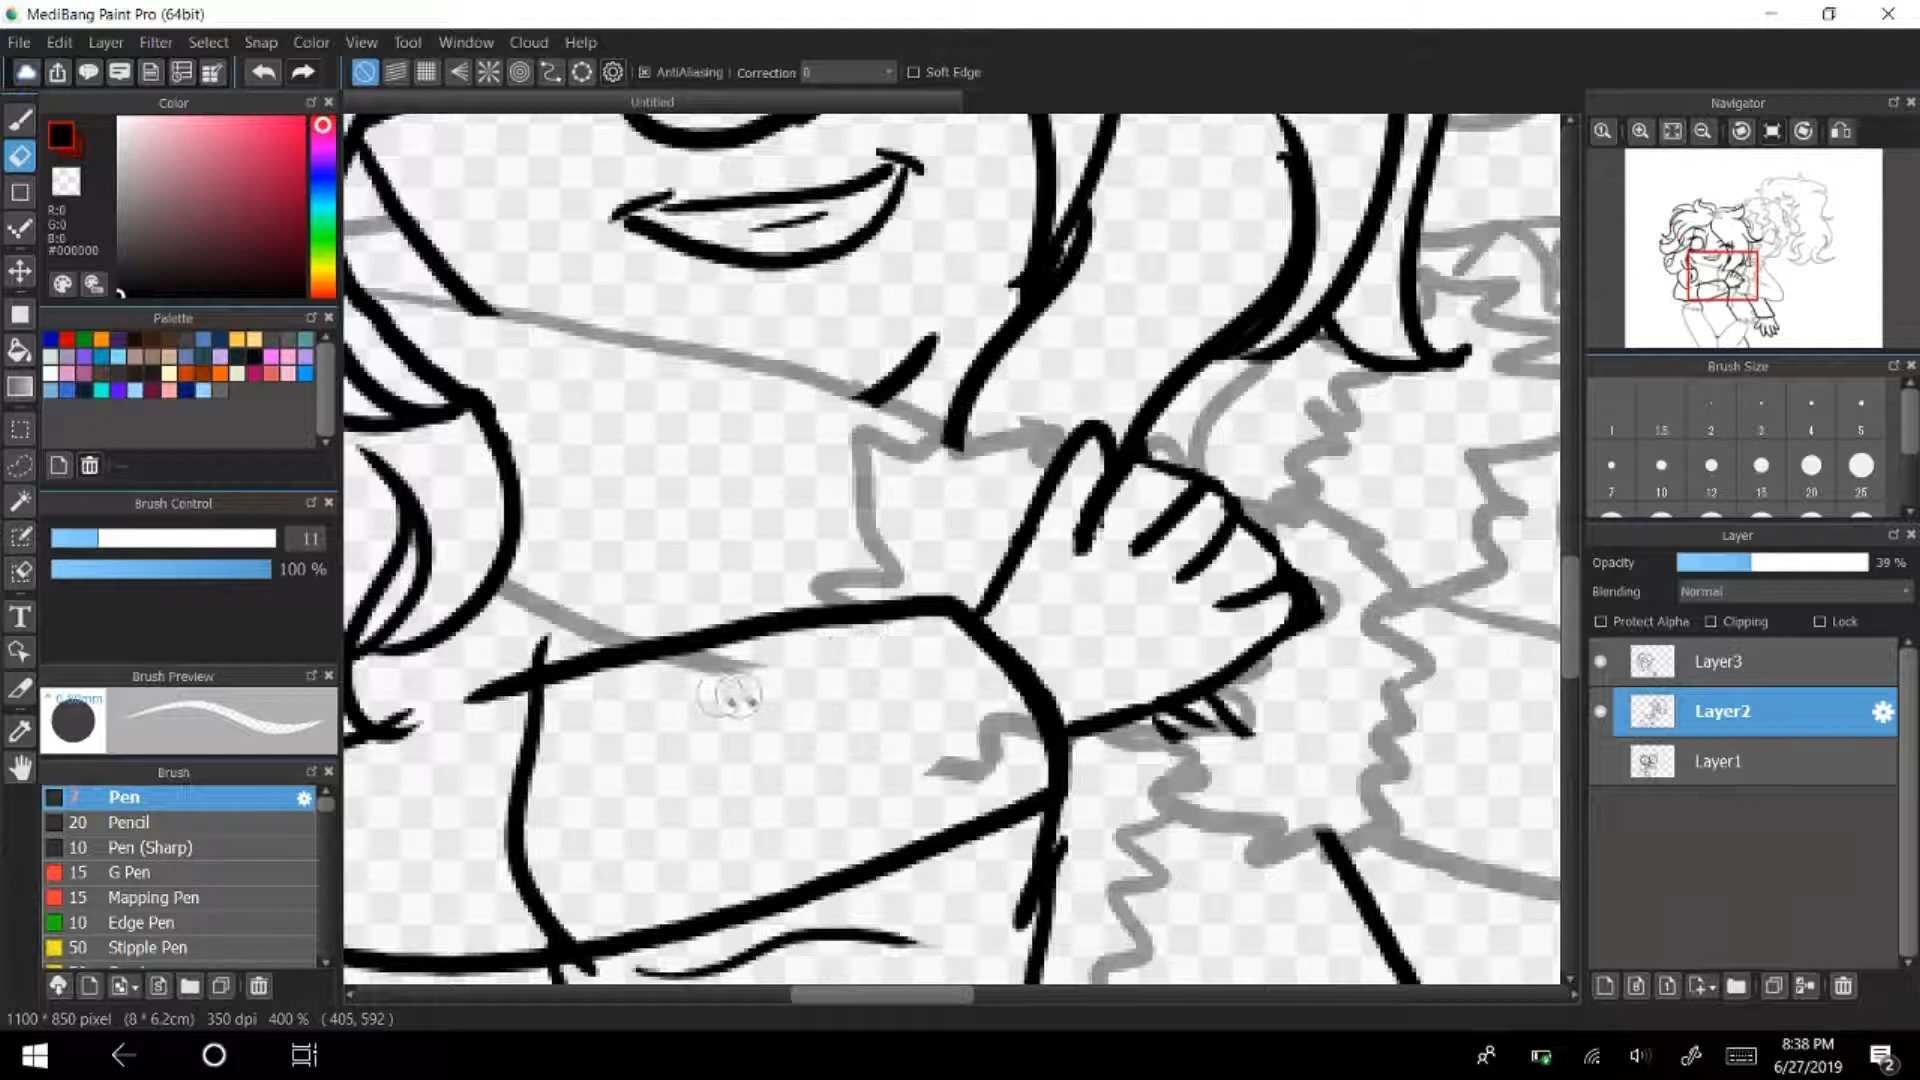 MediBang Paint Pro (64bit)
File Edit Layer Filter Select Snap Color View Tool Window Cloud Help
AntiAliasing Correction 0 Soft Edge
Color
Untitled
Navigator
R:0
G:0
B:0
#000000
Palette
Brush Size
1 1.5 2 3 4 5
7 10 12 15 20 25
Brush Control
11
100 %
Layer
Opacity 39 %
Blending Normal
Protect Alpha Clipping Lock
Layer3
Layer2
Layer1
Brush Preview
Brush
7 Pen
20 Pencil
10 Pen (Sharp)
15 G Pen
15 Mapping Pen
10 Edge Pen
50 Stipple Pen
1100 * 850 pixel (8 * 6.2cm) 350 dpi 400 % ( 405, 592 )
8:38 PM
6/27/2019
2